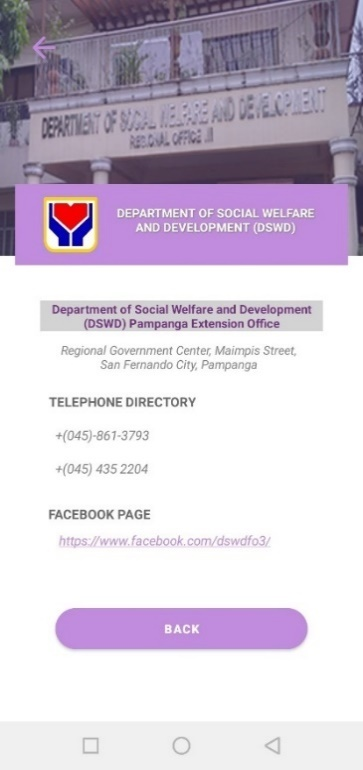 DEPARTMENT OF SOCIAL WELFARE AND DEVELOPMENT
REGIONAL OFFICE III
DEPARTMENT OF SOCIAL WELFARE
AND DEVELOPMENT (DSWD)
Department of Social Welfare and Development
(DSWD) Pampanga Extension Office
Regional Government Center, Maimpis Street,
San Fernando City, Pampanga
TELEPHONE DIRECTORY
+(045)-861-3793
+(045) 435 2204
FACEBOOK PAGE
https://www.facebook.com/dswdfo3/
BACK